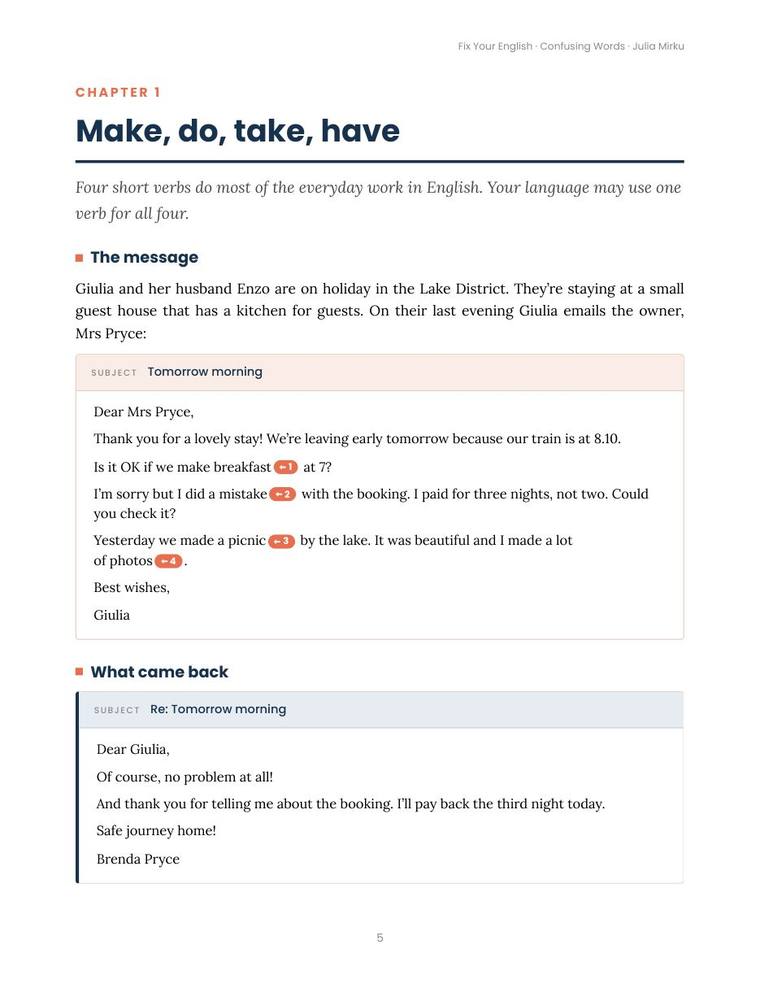 Fix Your English · Confusing Words · Julia Mirku
CHAPTER 1
Make, do, take, have
Four short verbs do most of the everyday work in English. Your language may use one
verb for all four.
The message
Giulia and her husband Enzo are on holiday in the Lake District. They’re staying at a small
guest house that has a kitchen for guests. On their last evening Giulia emails the owner,
Mrs Pryce:
SUBJECT Tomorrow morning
Dear Mrs Pryce,
Thank you for a lovely stay! We’re leaving early tomorrow because our train is at 8.10.
Is it OK if we make breakfast ←1 at 7?
I’m sorry but I did a mistake ←2 with the booking. I paid for three nights, not two. Could
you check it?
Yesterday we made a picnic ←3 by the lake. It was beautiful and I made a lot
of photos ←4 .
Best wishes,
Giulia
What came back
SUBJECT Re: Tomorrow morning
Dear Giulia,
Of course, no problem at all!
And thank you for telling me about the booking. I’ll pay back the third night today.
Safe journey home!
Brenda Pryce
5